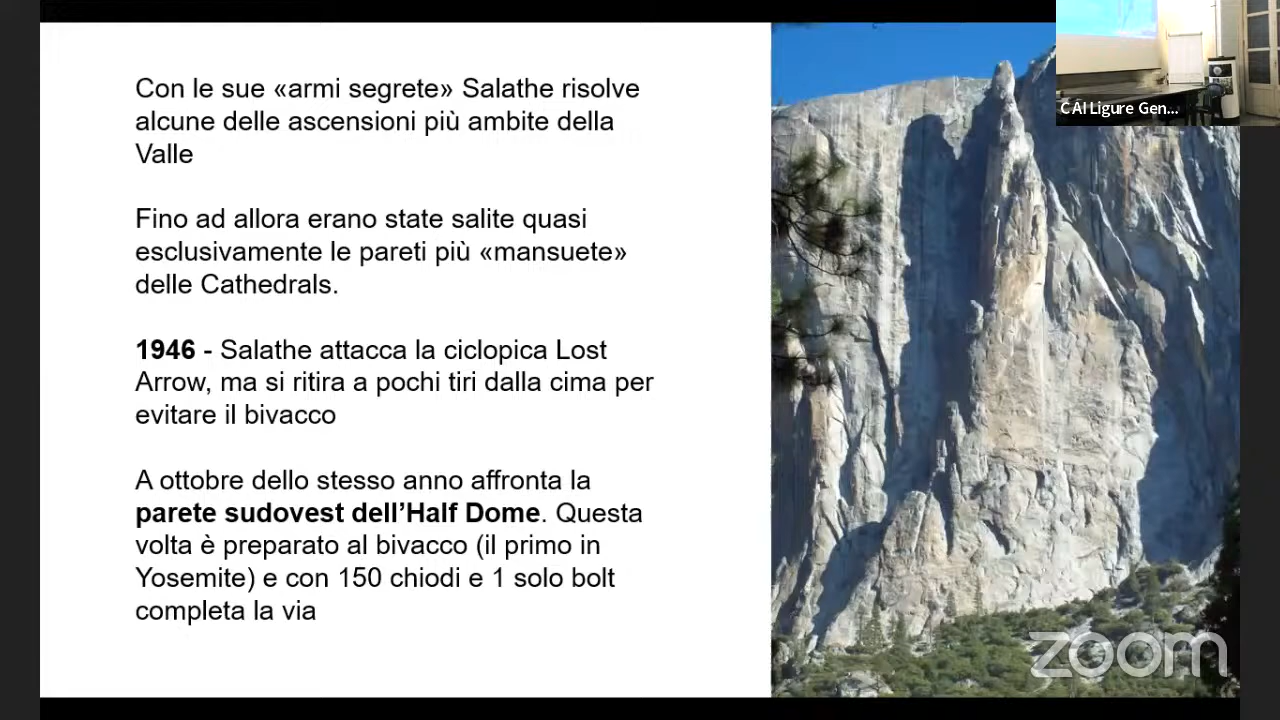 Con le sue «armi segrete» Salathe risolve
alcune delle ascensioni più ambite della
Valle
Fino ad allora erano state salite quasi
esclusivamente le pareti più «mansuete»
delle Cathedrals.
1946 - Salathe attacca la ciclopica Lost
Arrow, ma si ritira a pochi tiri dalla cima per
evitare il bivacco
A ottobre dello stesso anno affronta la
parete sudovest dell’Half Dome. Questa
volta è preparato al bivacco (il primo in
Yosemite) e con 150 chiodi e 1 solo bolt
completa la via
CAI Ligure Gen...
zoom